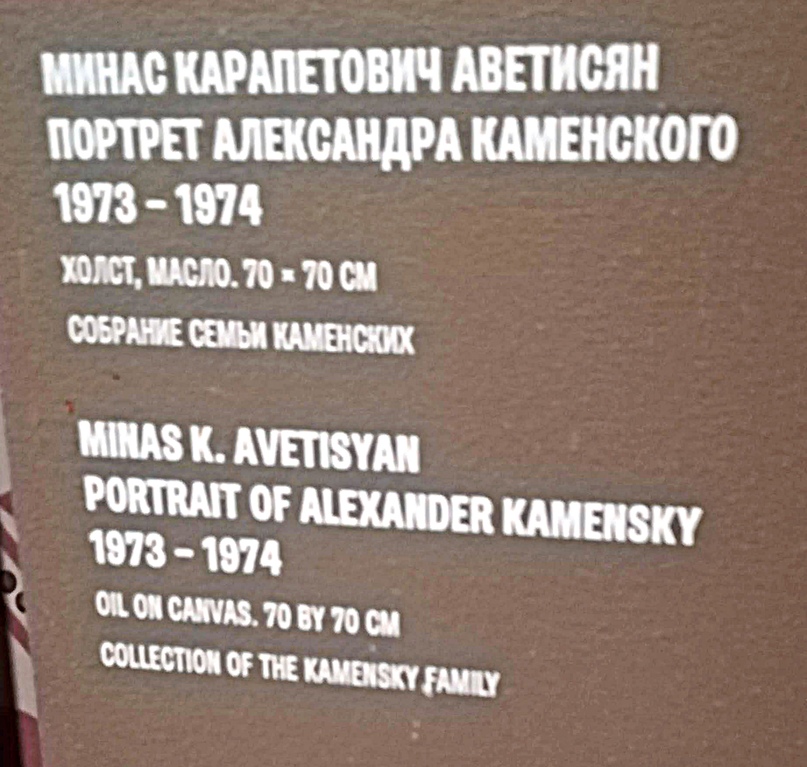 МИНАС КАРАПЕТОВИЧ АВЕТИСЯН
ПОРТРЕТ АЛЕКСАНДРА КАМЕНСКОГО
1973 – 1974
ХОЛСТ, МАСЛО. 70 × 70 СМ
СОБРАНИЕ СЕМЬИ КАМЕНСКИХ
MINAS K. AVETISYAN
PORTRAIT OF ALEXANDER KAMENSKY
1973 – 1974
OIL ON CANVAS. 70 BY 70 CM
COLLECTION OF THE KAMENSKY FAMILY